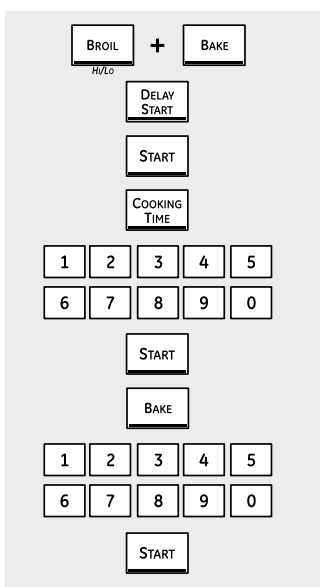 BROIL + BAKE
Hi/Lo
DELAY
START
START
COOKING
TIME
1 2 3 4 5
6 7 8 9 0
START
BAKE
1 2 3 4 5
6 7 8 9 0
START